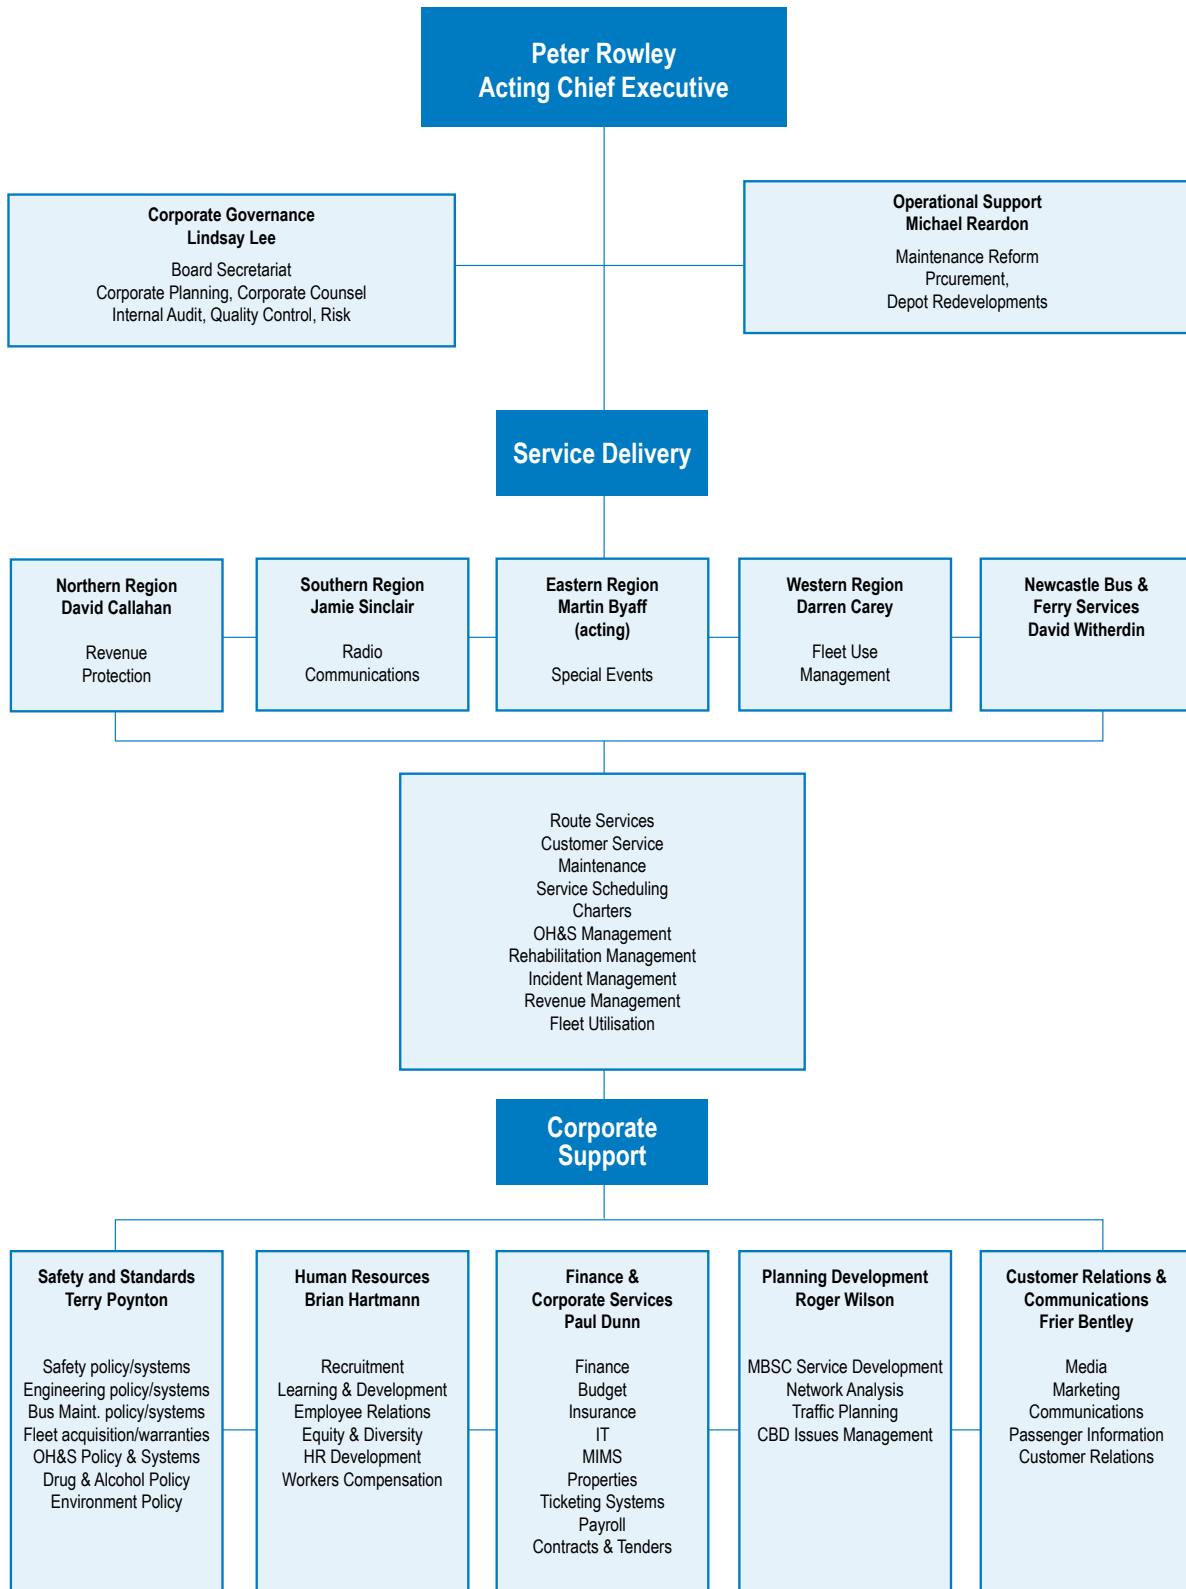 Peter Rowley
Acting Chief Executive
Corporate Governance
Lindsay Lee
Board Secretariat
Corporate Planning, Corporate Counsel
Internal Audit, Quality Control, Risk
Operational Support
Michael Reardon
Maintenance Reform
Prcurement,
Depot Redevelopments
Service Delivery
Northern Region
David Callahan
Revenue
Protection
Southern Region
Jamie Sinclair
Radio
Communications
Eastern Region
Martin Byaff
(acting)
Special Events
Western Region
Darren Carey
Fleet Use
Management
Newcastle Bus &
Ferry Services
David Witherdin
Route Services
Customer Service
Maintenance
Service Scheduling
Charters
OH&S Management
Rehabilitation Management
Incident Management
Revenue Management
Fleet Utilisation
Corporate
Support
Safety and Standards
Terry Poynton
Safety policy/systems
Engineering policy/systems
Bus Maint. policy/systems
Fleet acquisition/warranties
OH&S Policy & Systems
Drug & Alcohol Policy
Environment Policy
Human Resources
Brian Hartmann
Recruitment
Learning & Development
Employee Relations
Equity & Diversity
HR Development
Workers Compensation
Finance &
Corporate Services
Paul Dunn
Finance
Budget
Insurance
IT
MIMS
Properties
Ticketing Systems
Payroll
Contracts & Tenders
Planning Development
Roger Wilson
MBSC Service Development
Network Analysis
Traffic Planning
CBD Issues Management
Customer Relations &
Communications
Frier Bentley
Media
Marketing
Communications
Passenger Information
Customer Relations